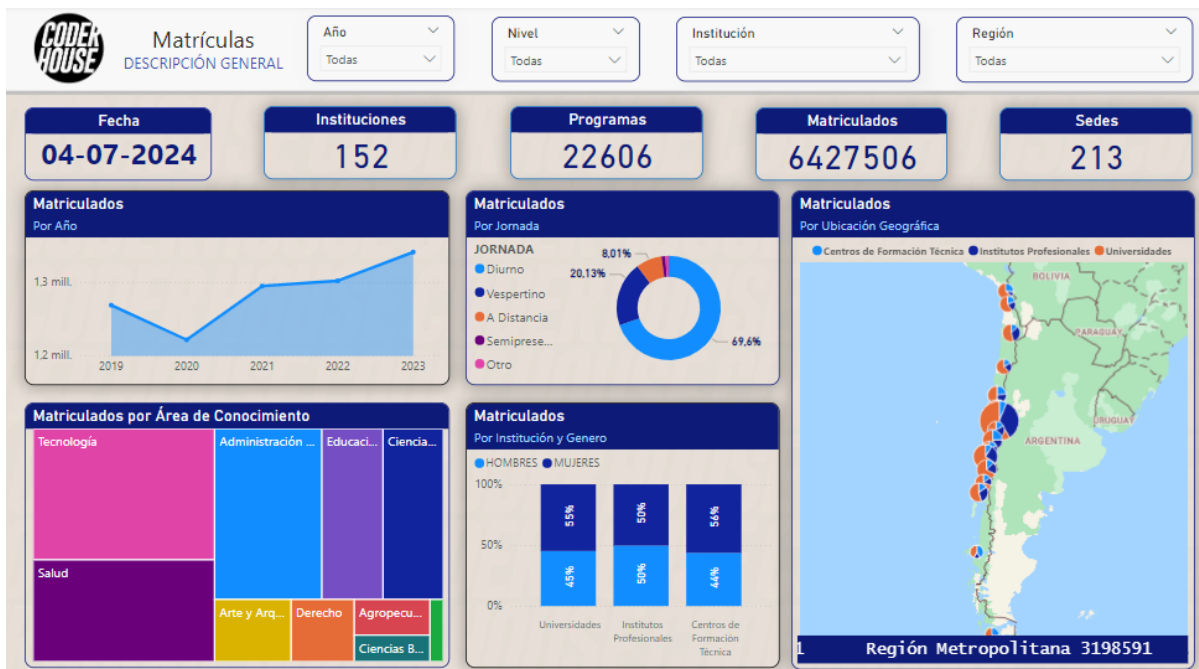 CODER
HOUSE
Matrículas
DESCRIPCIÓN GENERAL
Año
Todas
Nivel
Todas
Institución
Todas
Región
Todas
Fecha
04-07-2024
Instituciones
152
Programas
22606
Matriculados
6427506
Sedes
213
Matriculados
Por Año
1,3 mill.
1,2 mill.
2019 2020 2021 2022 2023
Matriculados
Por Jornada
JORNADA
Diurno
Vespertino
A Distancia
Semiprese...
Otro
8,01%
20,13%
69,6%
Matriculados
Por Ubicación Geográfica
Centros de Formación Técnica Institutos Profesionales Universidades
BOLIVIA
PARAGUAY
URUGUAY
ARGENTINA
1 Región Metropolitana 3198591
Matriculados por Área de Conocimiento
Tecnología
Administración ...
Educaci...
Ciencia...
Salud
Arte y Arq...
Derecho
Agropecu...
Ciencias B...
Matriculados
Por Institución y Genero
HOMBRES MUJERES
100%
50%
0%
55% 50% 56%
45% 50% 44%
Universidades
Institutos
Profesionales
Centros de
Formación
Técnica